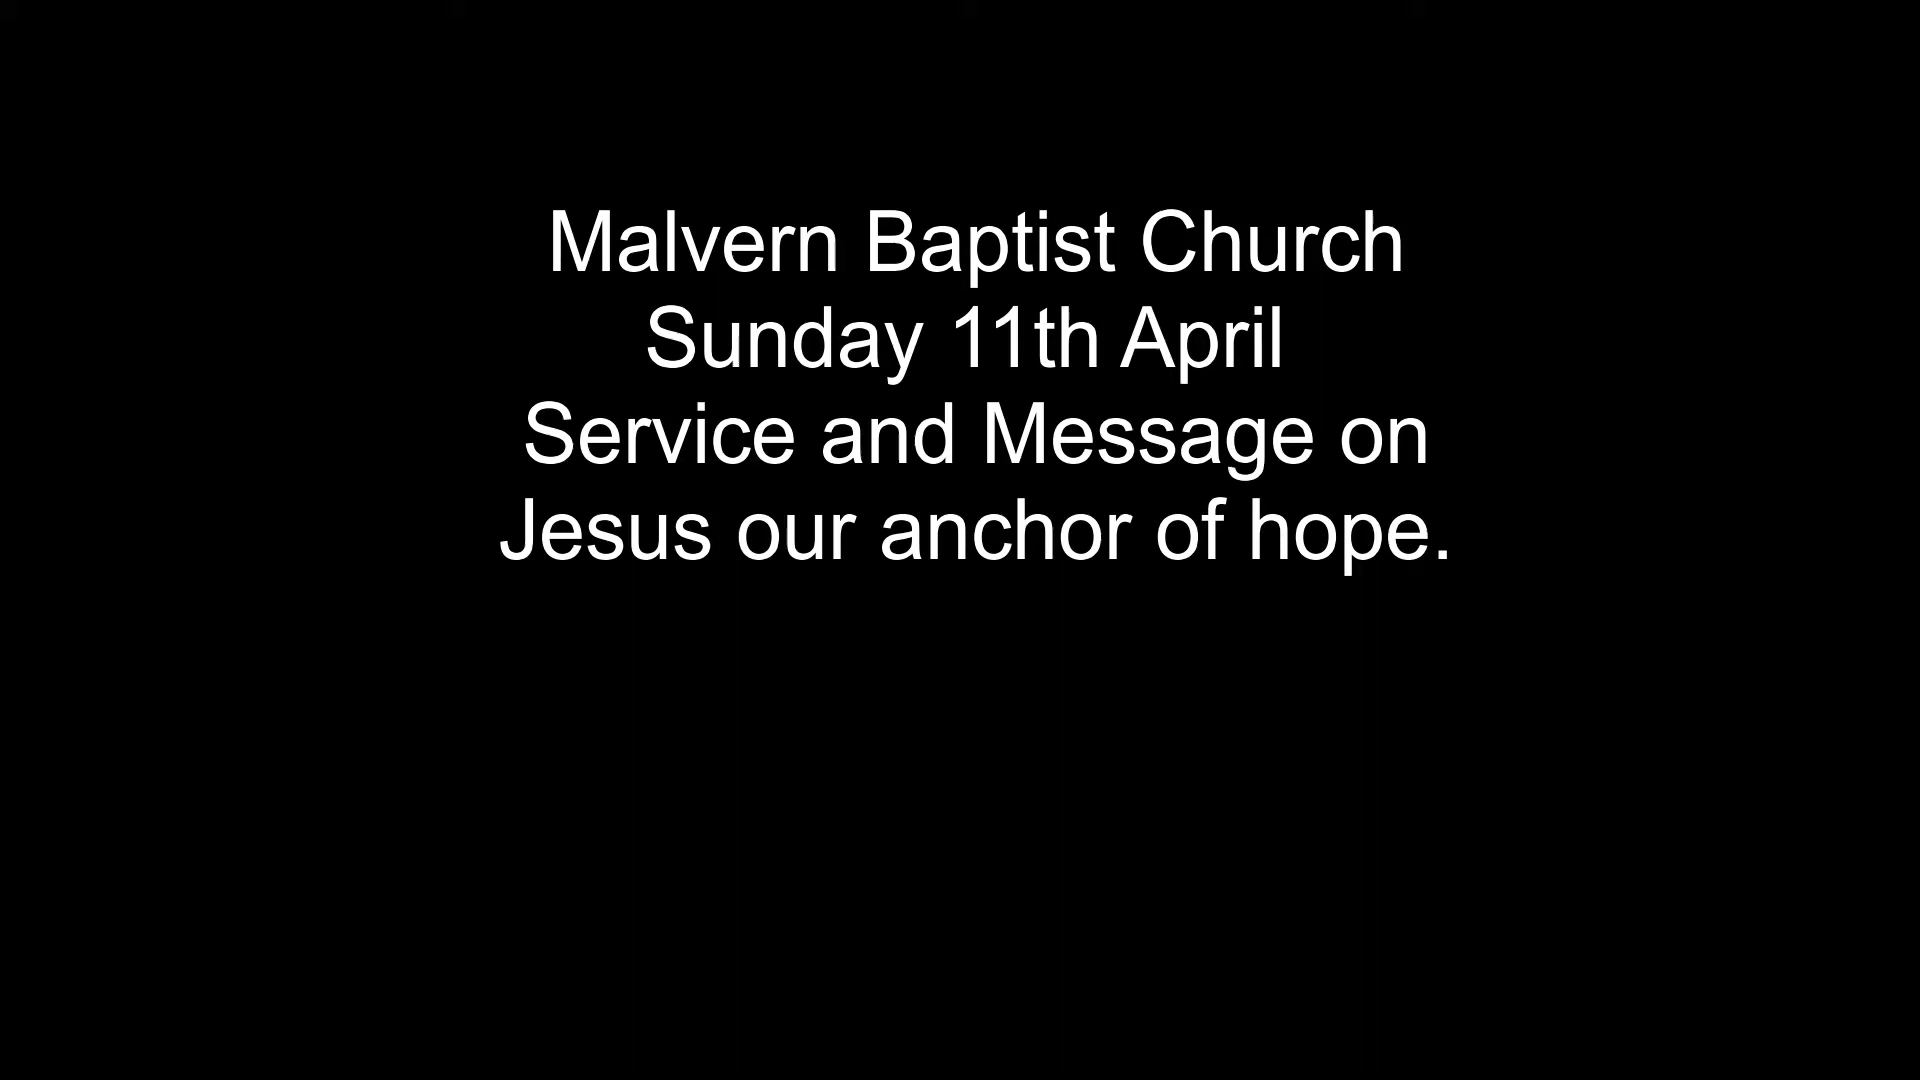 Malvern Baptist Church
Sunday 11th April
Service and Message on
Jesus our anchor of hope.